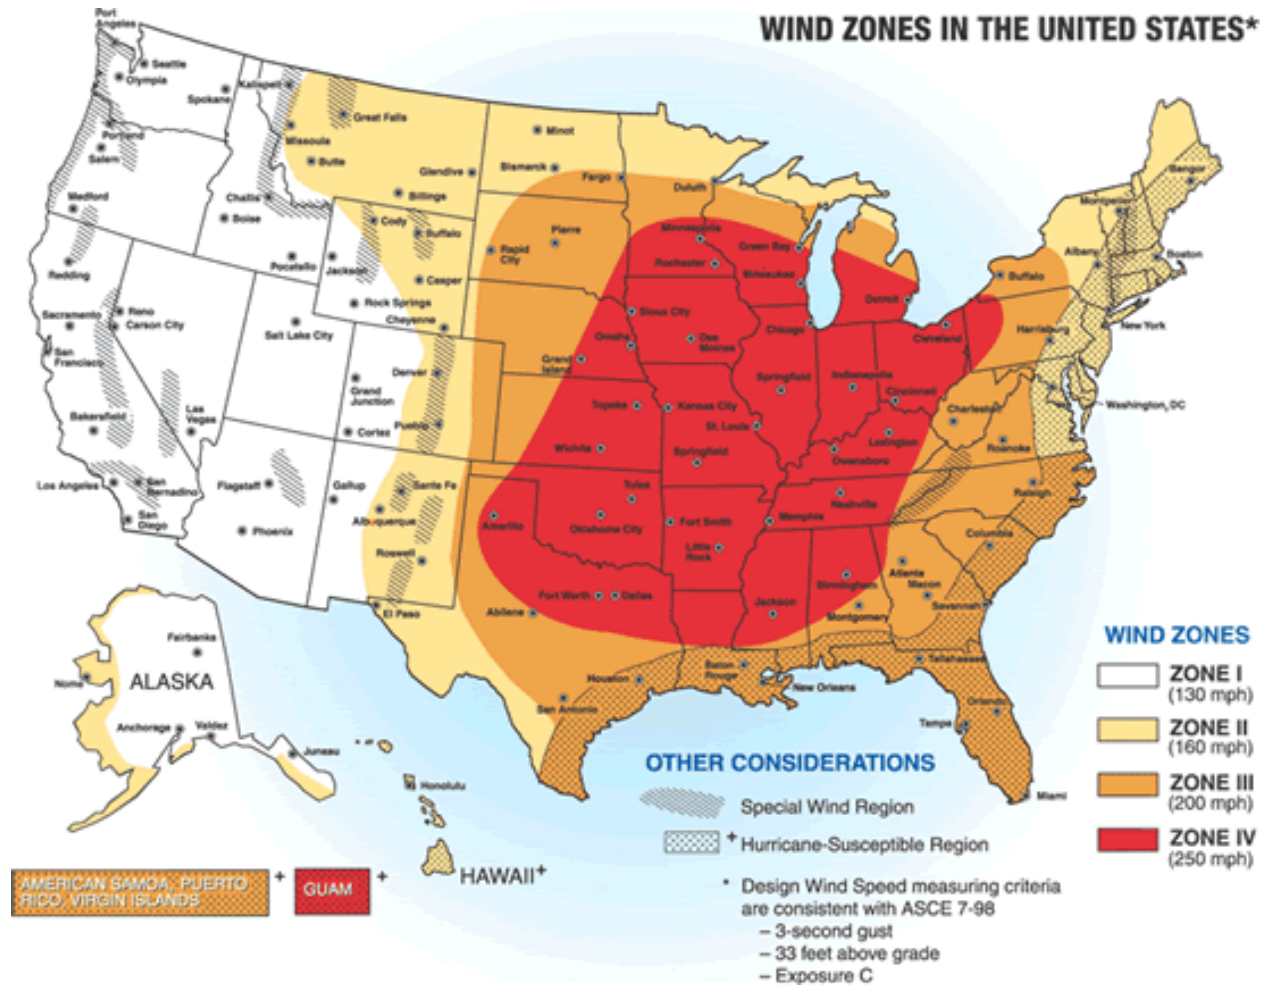 WIND ZONES IN THE UNITED STATES*
Port
Angeles
Seattle
Olympia
Spokane
Kalispell
Great Falls
Missoula
Butte
Glendive
Billings
Minot
Bismarck
Fargo
Duluth
Portland
Salem
Medford
Challis
Boise
Pocatello
Cody
Buffalo
Jackson
Casper
Rock Springs
Cheyenne
Rapid
City
Pierre
Minneapolis
Rochester
Green Bay
Milwaukee
Detroit
Buffalo
Albany
Montpelier
Bangor
Boston
New York
Harrisburg
Washington, DC
Redding
Sacramento
Reno
Carson City
San
Francisco
Salt Lake City
Grand
Junction
Denver
Pueblo
Cortez
Bakersfield
Las
Vegas
Los Angeles
San
Bernadino
San
Diego
Flagstaff
Phoenix
Gallup
Sante Fe
Albuquerque
Roswell
El Paso
Sioux City
Omaha
Des
Moines
Grand
Island
Chicago
Cleveland
Springfield
Indianapolis
Cincinnati
Topeka
Kansas City
St. Louis
Wichita
Springfield
Lexington
Owensboro
Charleston
Roanoke
Raleigh
Tulsa
Oklahoma City
Amarillo
Fort Smith
Little
Rock
Memphis
Nashville
Columbia
Atlanta
Macon
Savannah
Birmingham
Montgomery
Jackson
Fort Worth
Dallas
Abilene
Houston
San Antonio
Baton
Rouge
New Orleans
Tallahassee
Orlando
Tampa
Miami
Fairbanks
ALASKA
Nome
Anchorage
Valdez
Juneau
Honolulu
HAWAII+
AMERICAN SAMOA, PUERTO
RICO, VIRGIN ISLANDS
+
GUAM
+
OTHER CONSIDERATIONS
Special Wind Region
+ Hurricane-Susceptible Region
* Design Wind Speed measuring criteria
are consistent with ASCE 7-98
– 3-second gust
– 33 feet above grade
– Exposure C
WIND ZONES
ZONE I
(130 mph)
ZONE II
(160 mph)
ZONE III
(200 mph)
ZONE IV
(250 mph)